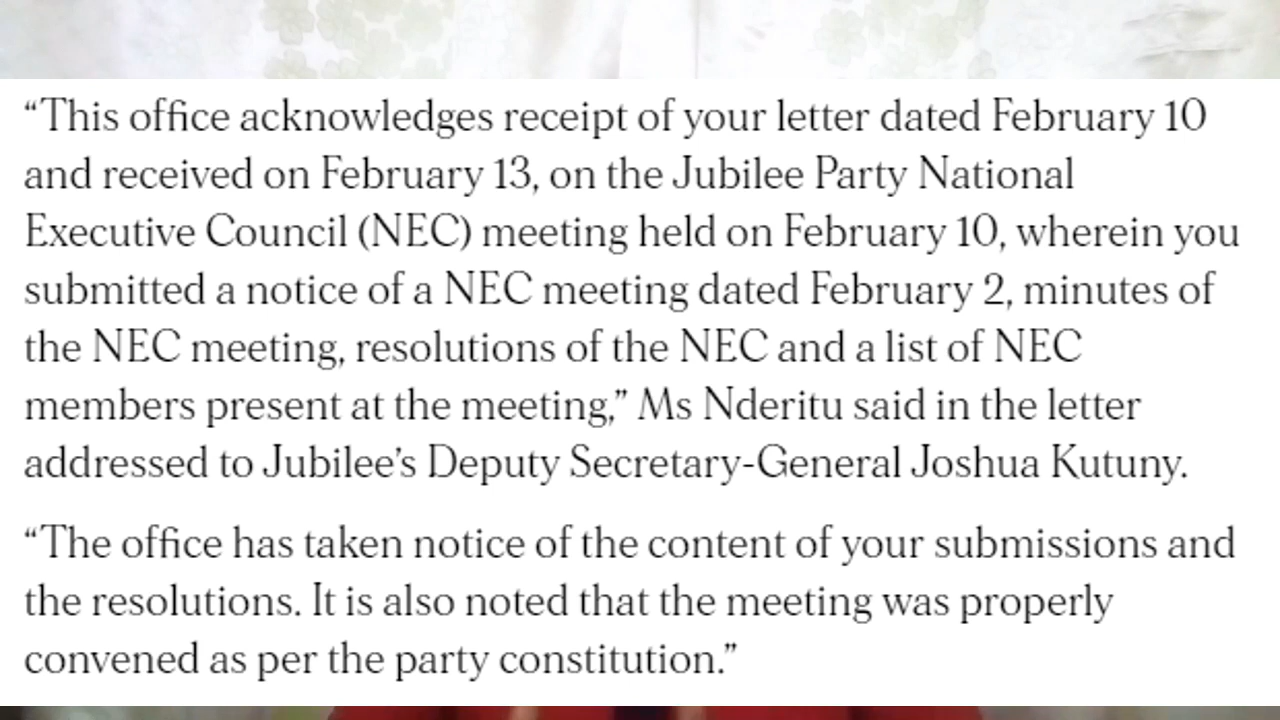 “This office acknowledges receipt of your letter dated February 10
and received on February 13, on the Jubilee Party National
Executive Council (NEC) meeting held on February 10, wherein you
submitted a notice of a NEC meeting dated February 2, minutes of
the NEC meeting, resolutions of the NEC and a list of NEC
members present at the meeting,” Ms Nderitu said in the letter
addressed to Jubilee’s Deputy Secretary-General Joshua Kutuny.
“The office has taken notice of the content of your submissions and
the resolutions. It is also noted that the meeting was properly
convened as per the party constitution.”